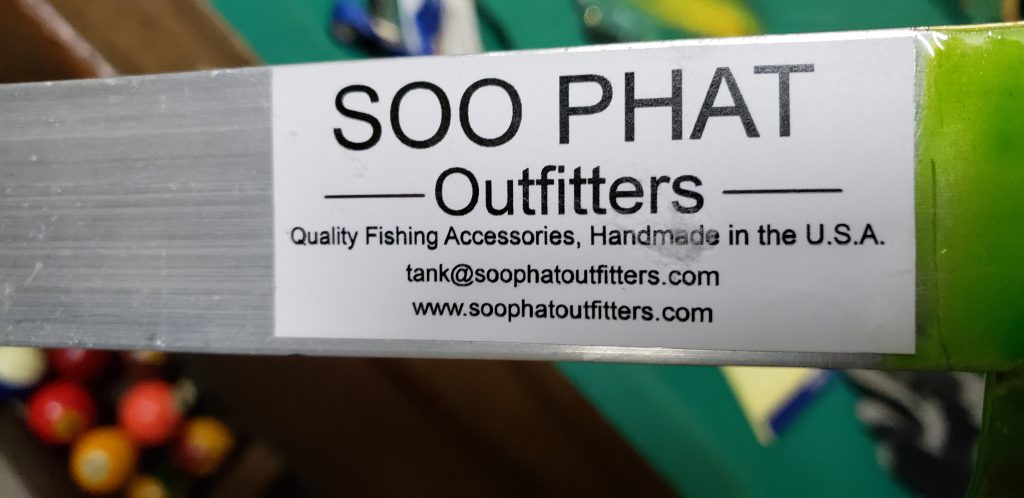 SOO PHAT
Outfitters
Quality Fishing Accessories, Handmade in the U.S.A.
tank@soophatoutfitters.com
www.soophatoutfitters.com